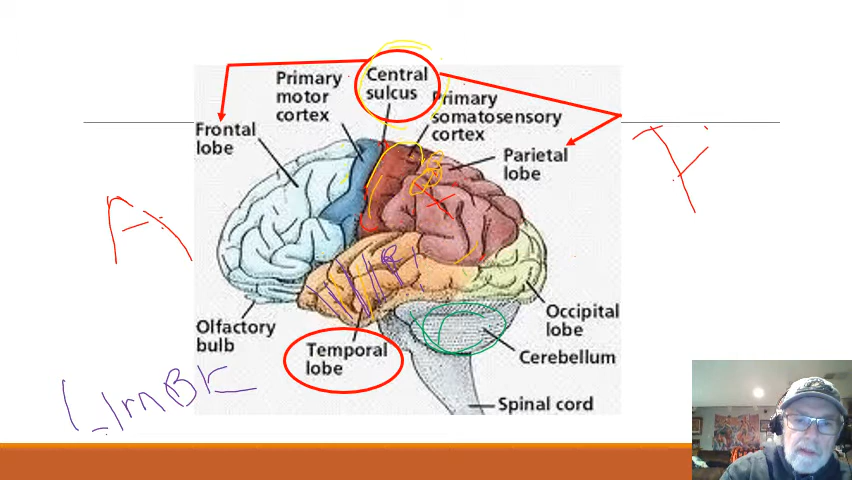 Central
sulcus
Primary
motor
cortex
Primary
somatosensory
cortex
Frontal
lobe
Parietal
lobe
A
P
Occipital
lobe
Olfactory
bulb
Temporal
lobe
Cerebellum
Spinal cord